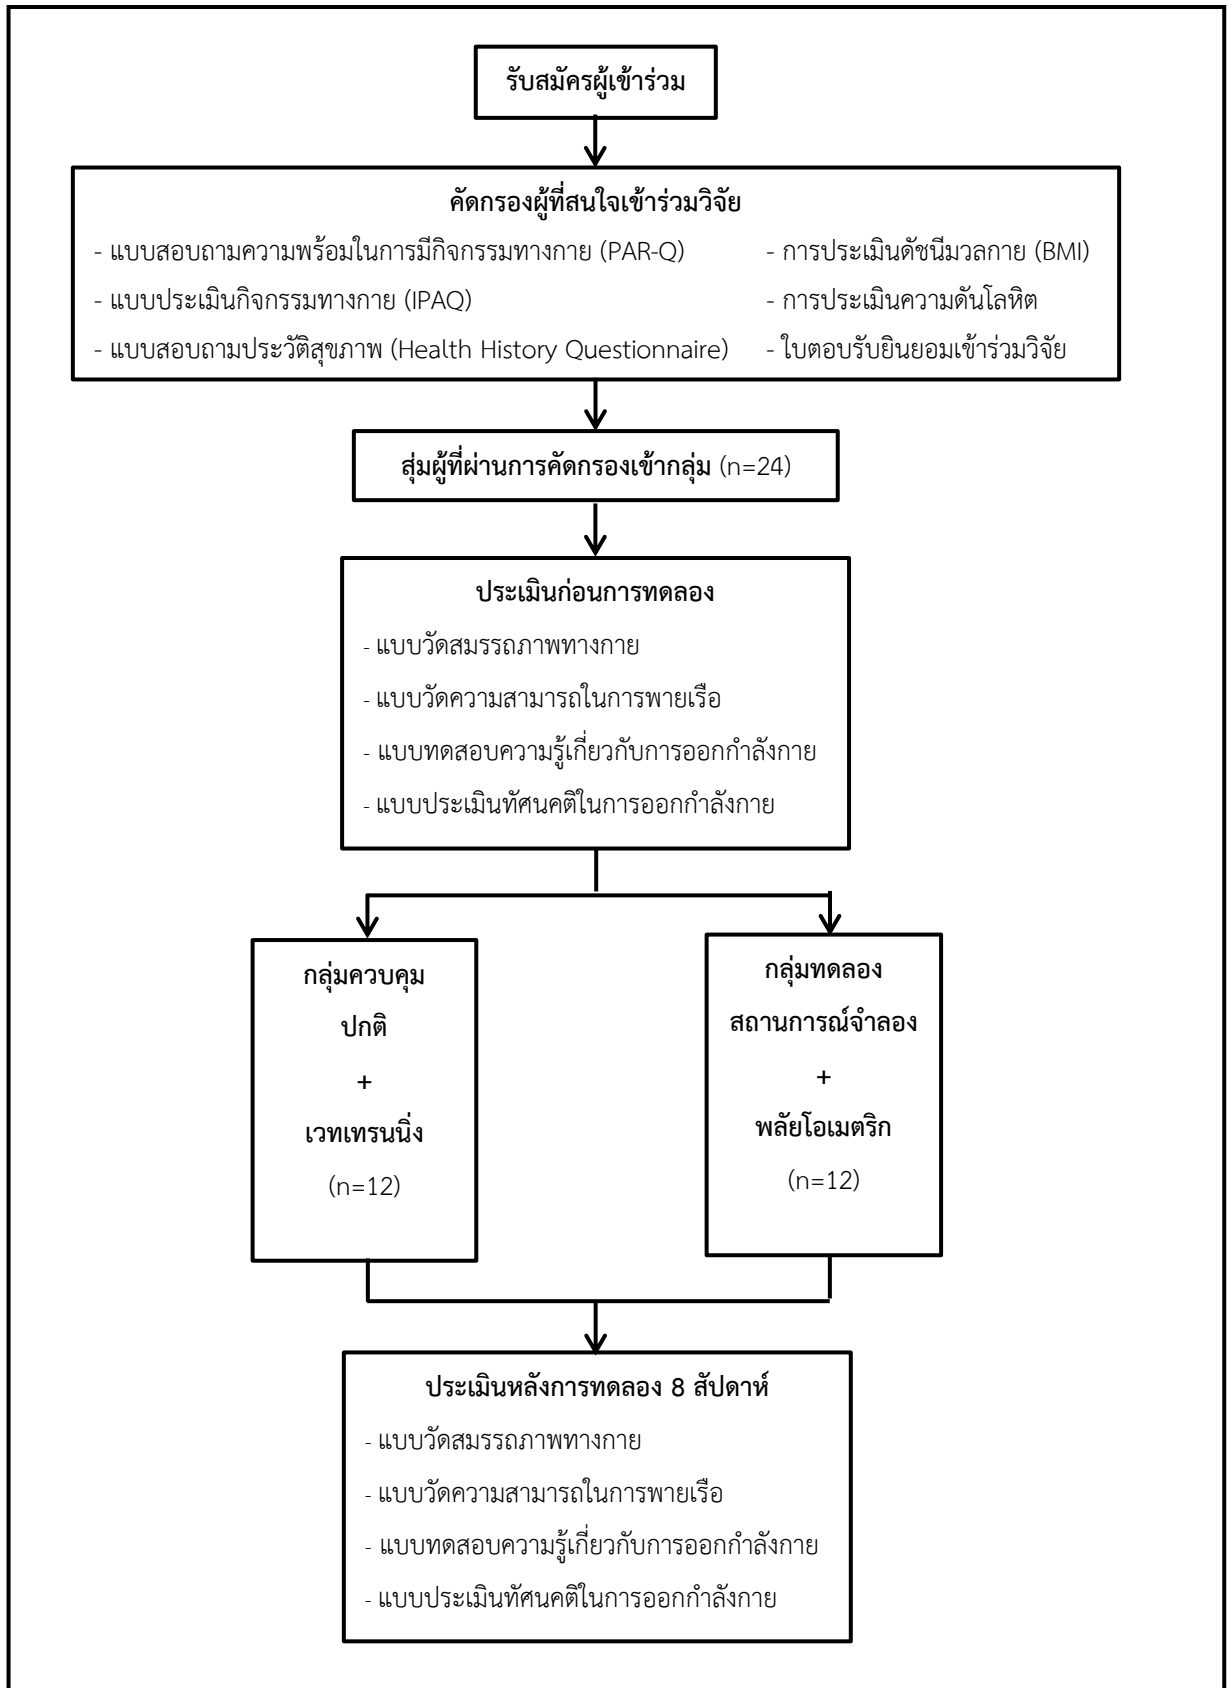 รับสมัครผู้เข้าร่วม
คัดกรองผู้ที่สนใจเข้าร่วมวิจัย
- แบบสอบถามความพร้อมในการมีกิจกรรมทางกาย (PAR-Q)
- การประเมินดัชนีมวลกาย (BMI)
- แบบประเมินกิจกรรมทางกาย (IPAQ)
- การประเมินความดันโลหิต
- แบบสอบถามประวัติสุขภาพ (Health History Questionnaire)
- ใบตอบรับยินยอมเข้าร่วมวิจัย
สุ่มผู้ที่ผ่านการคัดกรองเข้ากลุ่ม (n=24)
ประเมินก่อนการทดลอง
- แบบวัดสมรรถภาพทางกาย
- แบบวัดความสามารถในการพายเรือ
- แบบทดสอบความรู้เกี่ยวกับการออกกำลังกาย
- แบบประเมินทัศนคติในการออกกำลังกาย
กลุ่มควบคุม
ปกติ
+
เวทเทรนนิ่ง
(n=12)
กลุ่มทดลอง
สถานการณ์จำลอง
+
พลัยโอเมตริก
(n=12)
ประเมินหลังการทดลอง 8 สัปดาห์
- แบบวัดสมรรถภาพทางกาย
- แบบวัดความสามารถในการพายเรือ
- แบบทดสอบความรู้เกี่ยวกับการออกกำลังกาย
- แบบประเมินทัศนคติในการออกกำลังกาย